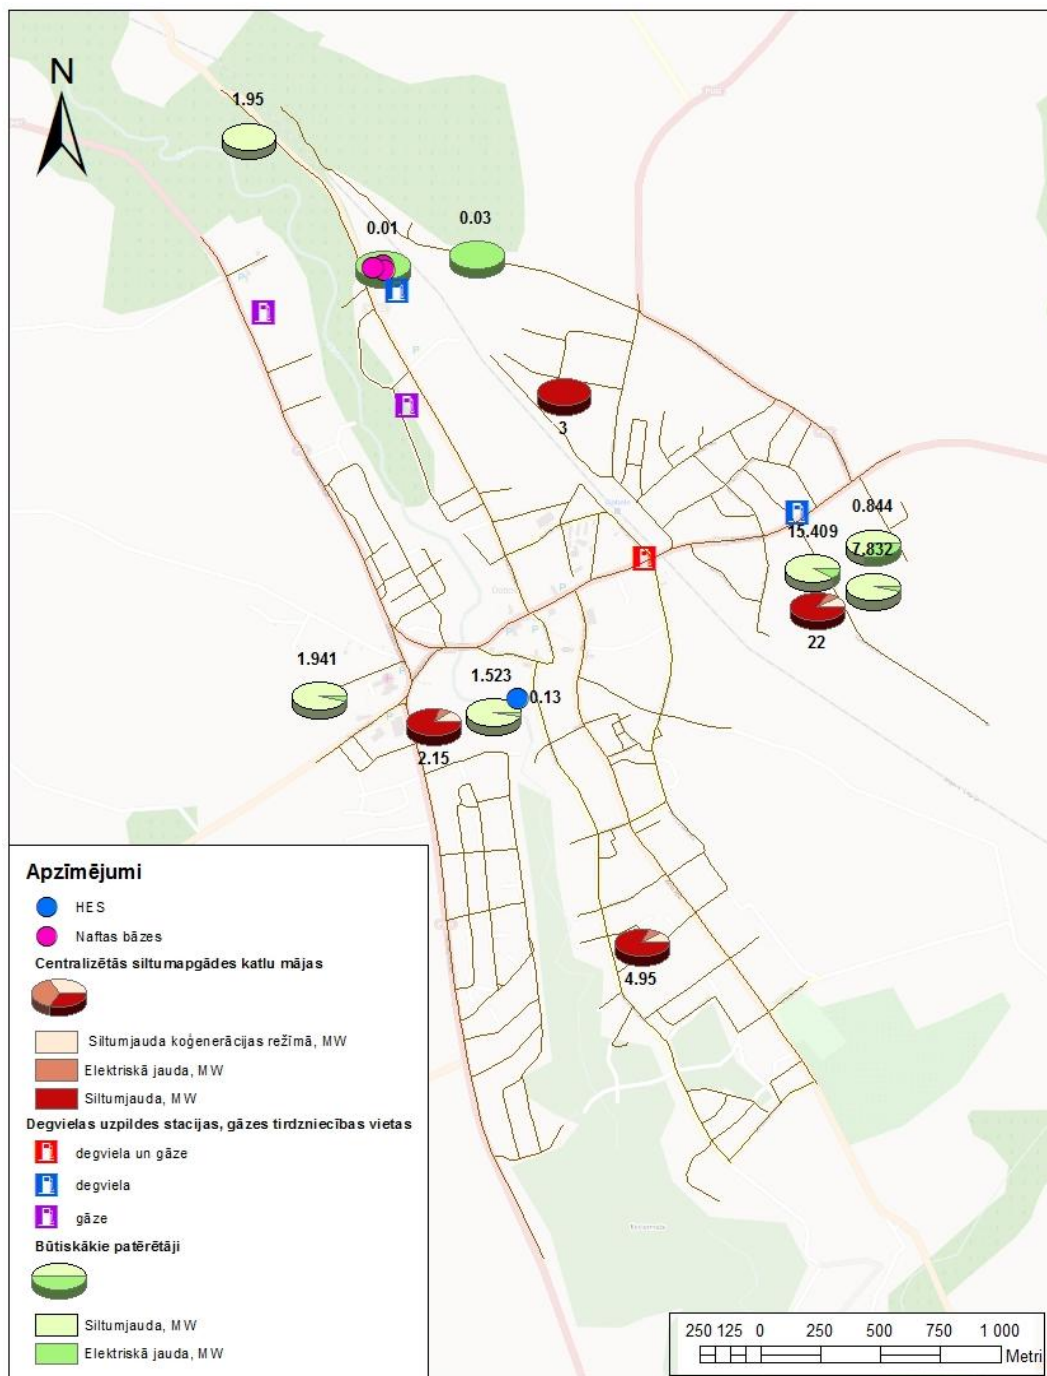 N
1.95
0.01
0.03
3
0.844
15.409
7.832
22
1.941
1.523
0.13
2.15
4.95
Apzīmējumi
HES
Naftas bāzes
Centralizētās siltumapgādes katlu mājas
Siltumjauda koģenerācijas režīmā, MW
Elektriskā jauda, MW
Siltumjauda, MW
Degvielas uzpildes stacijas, gāzes tirdzniecības vietas
degviela un gāze
degviela
gāze
Būtiskākie patērētāji
Siltumjauda, MW
Elektriskā jauda, MW
250 125 0 250 500 750 1 000
Metri